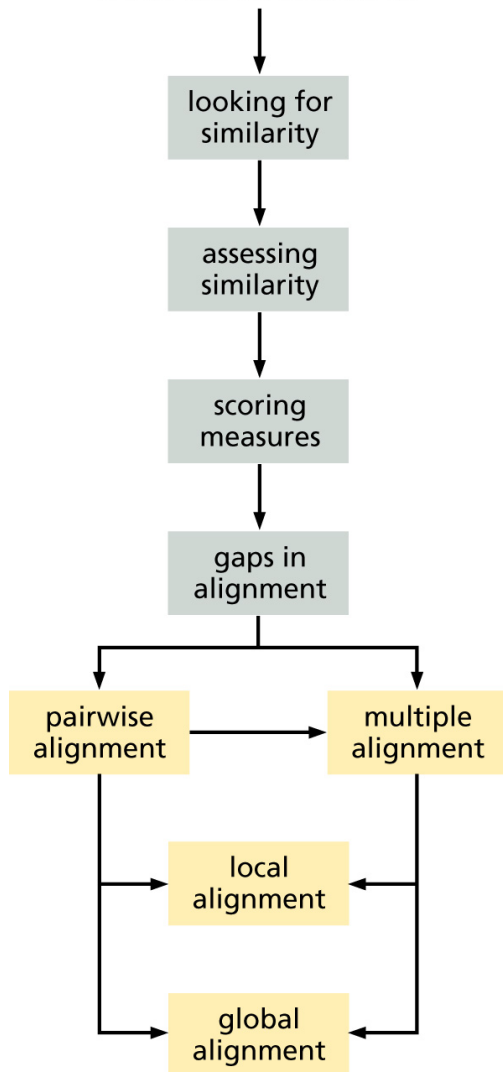 looking for
similarity
assessing
similarity
scoring
measures
gaps in
alignment
pairwise
alignment
multiple
alignment
local
alignment
global
alignment